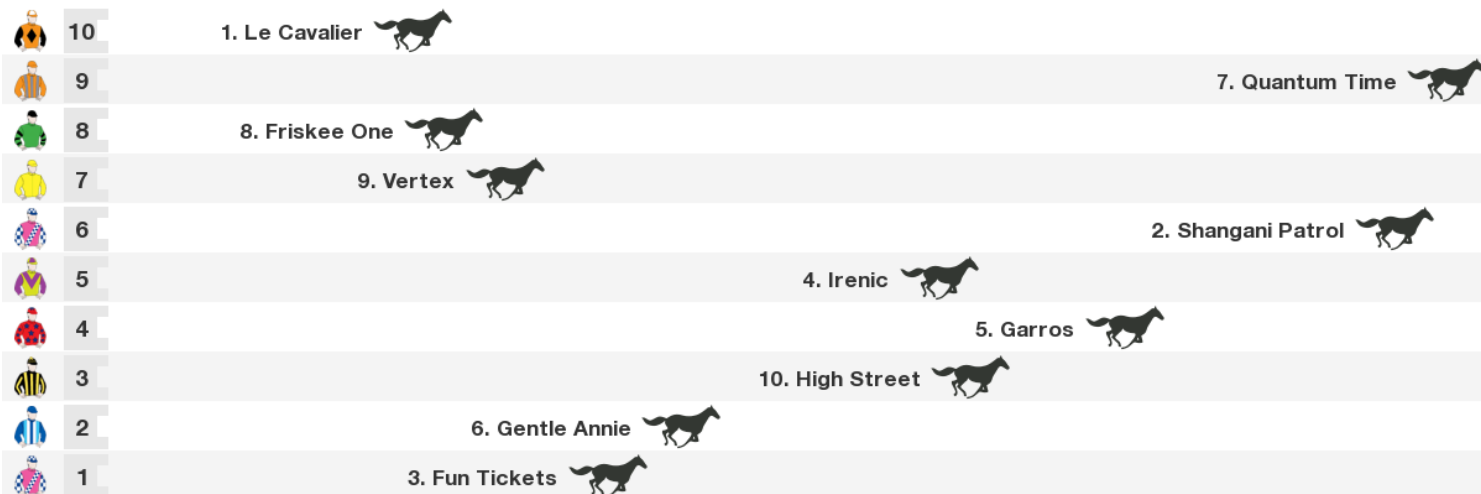 10 1. Le Cavalier
9 7. Quantum Time
8 8. Friskee One
7 9. Vertex
6 2. Shangani Patrol
5 4. Irenic
4 5. Garros
3 10. High Street
2 6. Gentle Annie
1 3. Fun Tickets